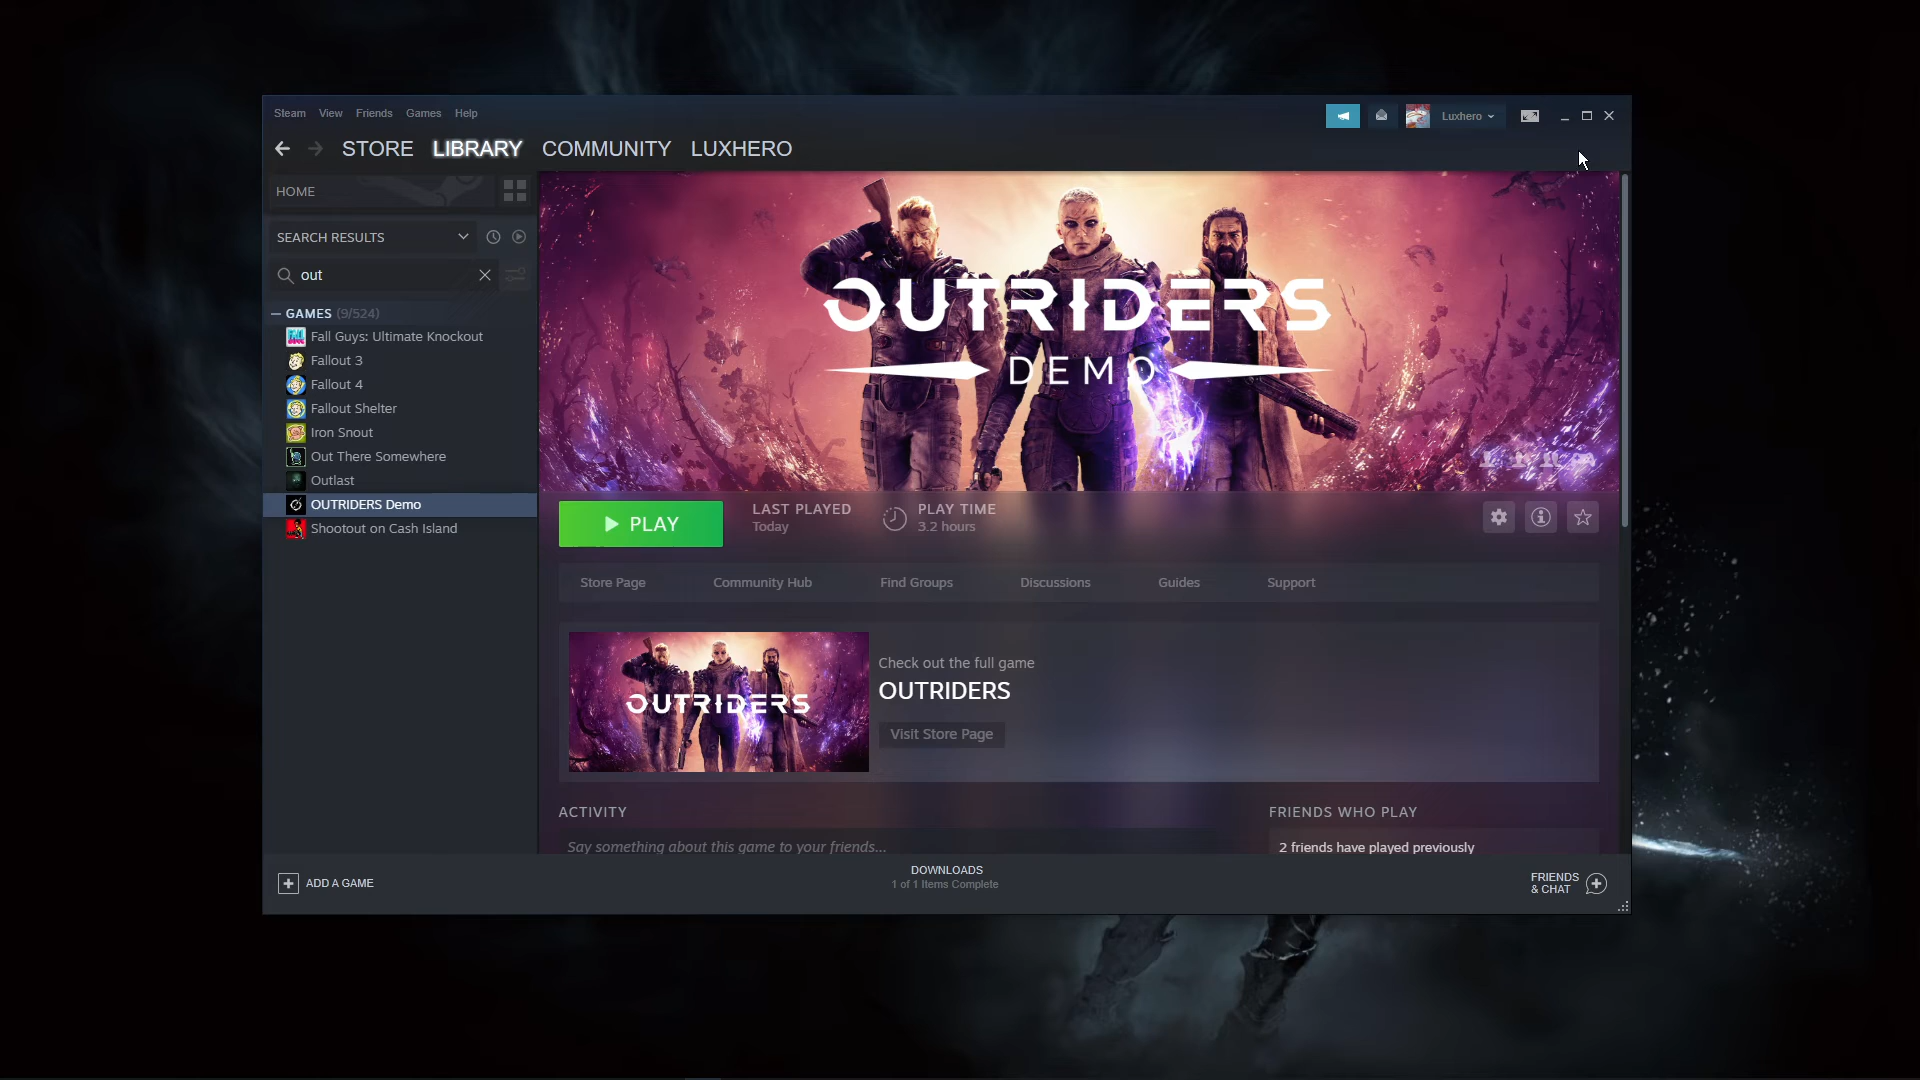 Steam View Friends Games Help
Luxhero
STORE LIBRARY COMMUNITY LUXHERO
HOME
SEARCH RESULTS
out
GAMES (9/524)
Fall Guys: Ultimate Knockout
Fallout 3
Fallout 4
Fallout Shelter
Iron Snout
Out There Somewhere
Outlast
OUTRIDERS Demo
Shootout on Cash Island
OUTRIDERS
DEMO
PLAY
LAST PLAYED
Today
PLAY TIME
3.2 hours
Store Page Community Hub Find Groups Discussions Guides Support
OUTRIDERS
Check out the full game
OUTRIDERS
Visit Store Page
ACTIVITY
Say something about this game to your friends...
FRIENDS WHO PLAY
2 friends have played previously
ADD A GAME
DOWNLOADS
1 of 1 Items Complete
FRIENDS
& CHAT